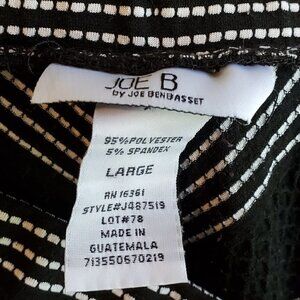 JOE B
BY JOE BENBASSET
95% POLYESTER
5% SPANDEX
LARGE
RN 16361
STYLE#J487519
LOT#78
MADE IN
GUATEMALA
713550670219